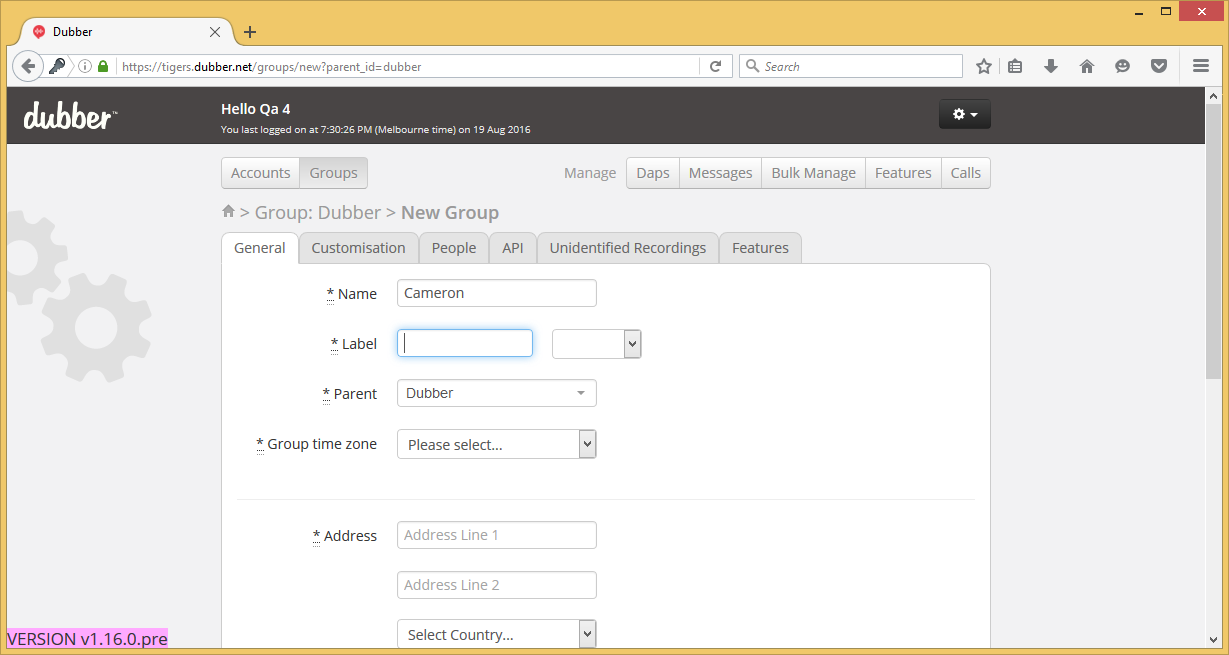 Dubber
https://tigers.dubber.net/groups/new?parent_id=dubber
Search
dubber™
Hello Qa 4
You last logged on at 7:30:26 PM (Melbourne time) on 19 Aug 2016
Accounts Groups Manage Daps Messages Bulk Manage Features Calls
> Group: Dubber > New Group
General Customisation People API Unidentified Recordings Features
* Name Cameron
* Label
* Parent Dubber
* Group time zone Please select...
* Address Address Line 1
Address Line 2
Select Country...
VERSION v1.16.0.pre